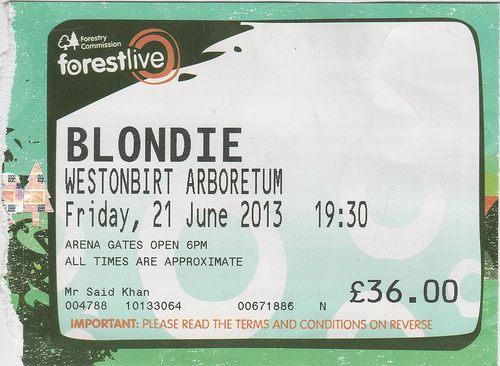 Forestry
Commission
forestlive
BLONDIE
WESTONBIRT ARBORETUM
Friday, 21 June 2013 19:30
ARENA GATES OPEN 6PM
ALL TIMES ARE APPROXIMATE
Mr Said Khan
004788 10133064 00671886 N £36.00
IMPORTANT: PLEASE READ THE TERMS AND CONDITIONS ON REVERSE